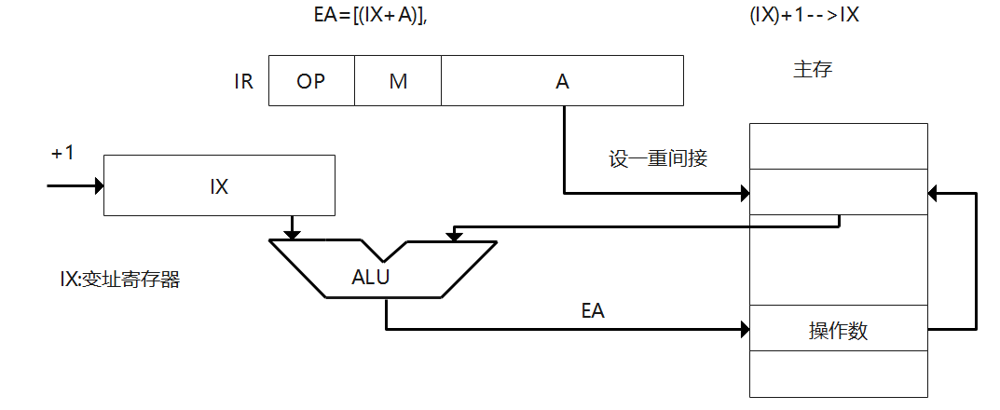 EA=[(IX+A)],
(IX)+1-->IX
主存
IR
OP
M
A
+1
IX
设一重间接
IX:变址寄存器
ALU
EA
操作数